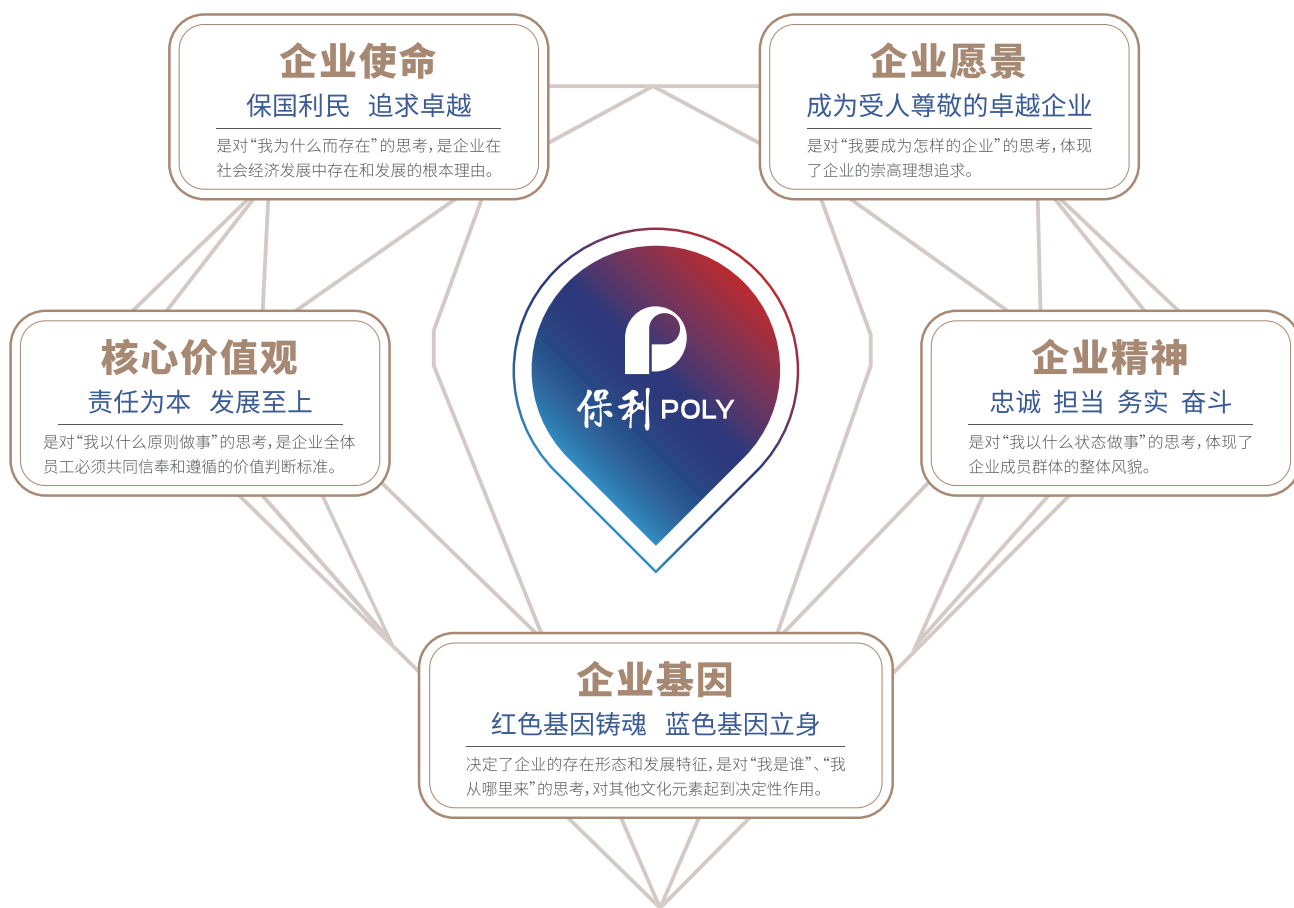 企业使命
保国利民 追求卓越
是对“我为什么而存在”的思考，是企业在
社会经济发展中存在和发展的根本理由。
企业愿景
成为受人尊敬的卓越企业
是对“我要成为怎样的企业”的思考，体现
了企业的崇高理想追求。
保利 POLY
核心价值观
责任为本 发展至上
是对“我以什么原则做事”的思考，是企业全体
员工必须共同信奉和遵循的价值判断标准。
企业精神
忠诚 担当 务实 奋斗
是对“我以什么状态做事”的思考，体现了
企业成员群体的整体风貌。
企业基因
红色基因铸魂 蓝色基因立身
决定了企业的存在形态和发展特征，是对“我是谁”、“我
从哪里来”的思考，对其他文化元素起到决定性作用。